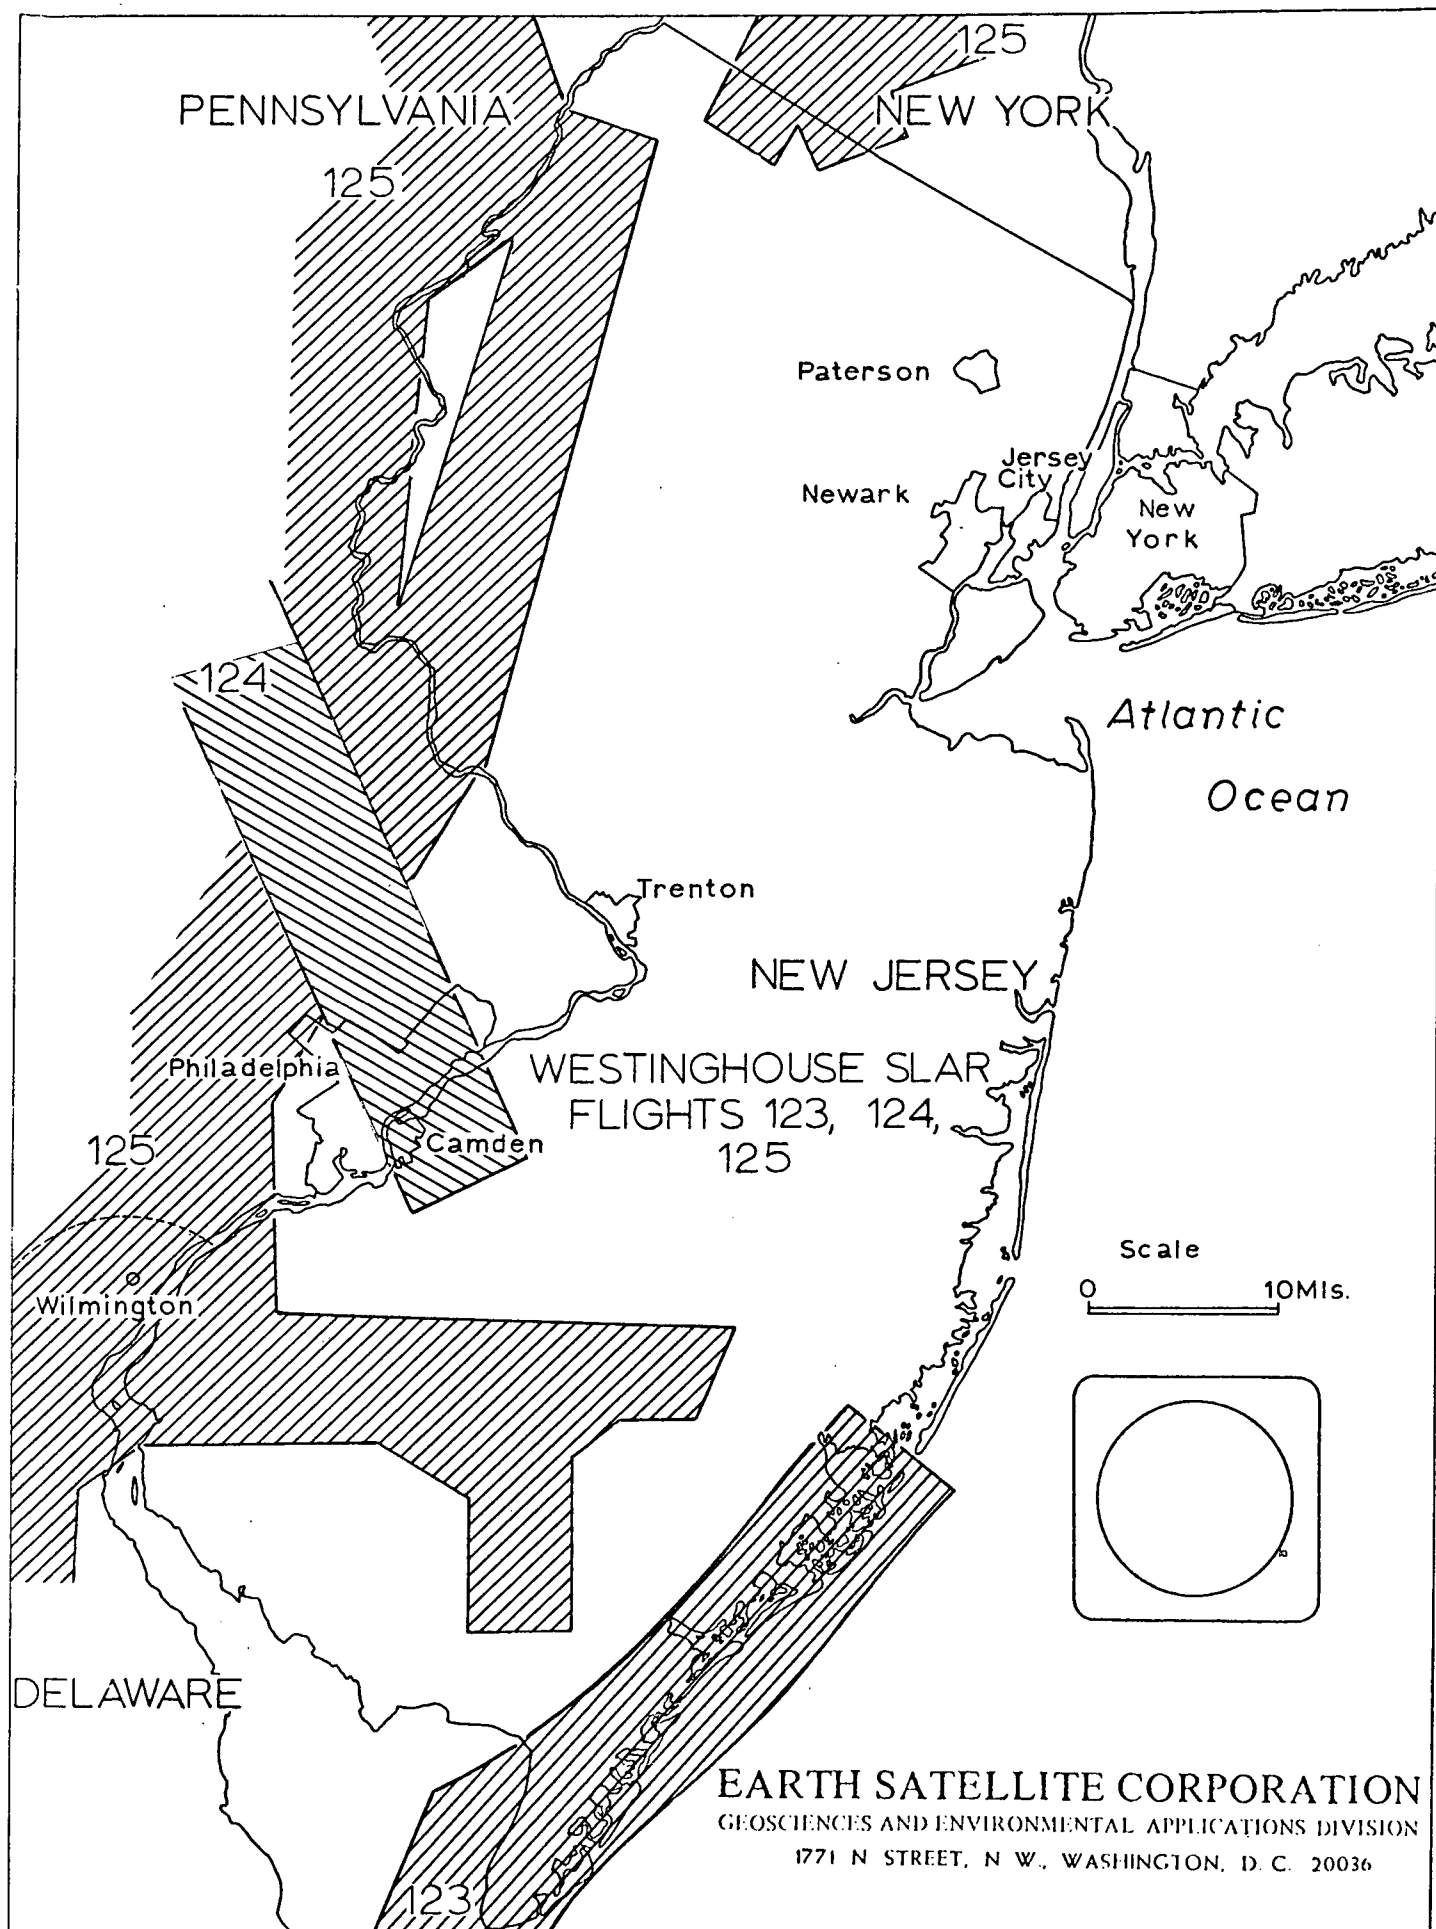 125
PENNSYLVANIA
NEW YORK
125
Paterson
Jersey
City
Newark
New
York
124
Atlantic
Ocean
Trenton
NEW JERSEY
Philadelphia
WESTINGHOUSE SLAR
FLIGHTS 123, 124,
125
Camden
125
Scale
0 10Mls.
Wilmington
DELAWARE
EARTH SATELLITE CORPORATION
GEOSCIENCES AND ENVIRONMENTAL APPLICATIONS DIVISION
1771 N STREET, N W., WASHINGTON, D. C. 20036
123